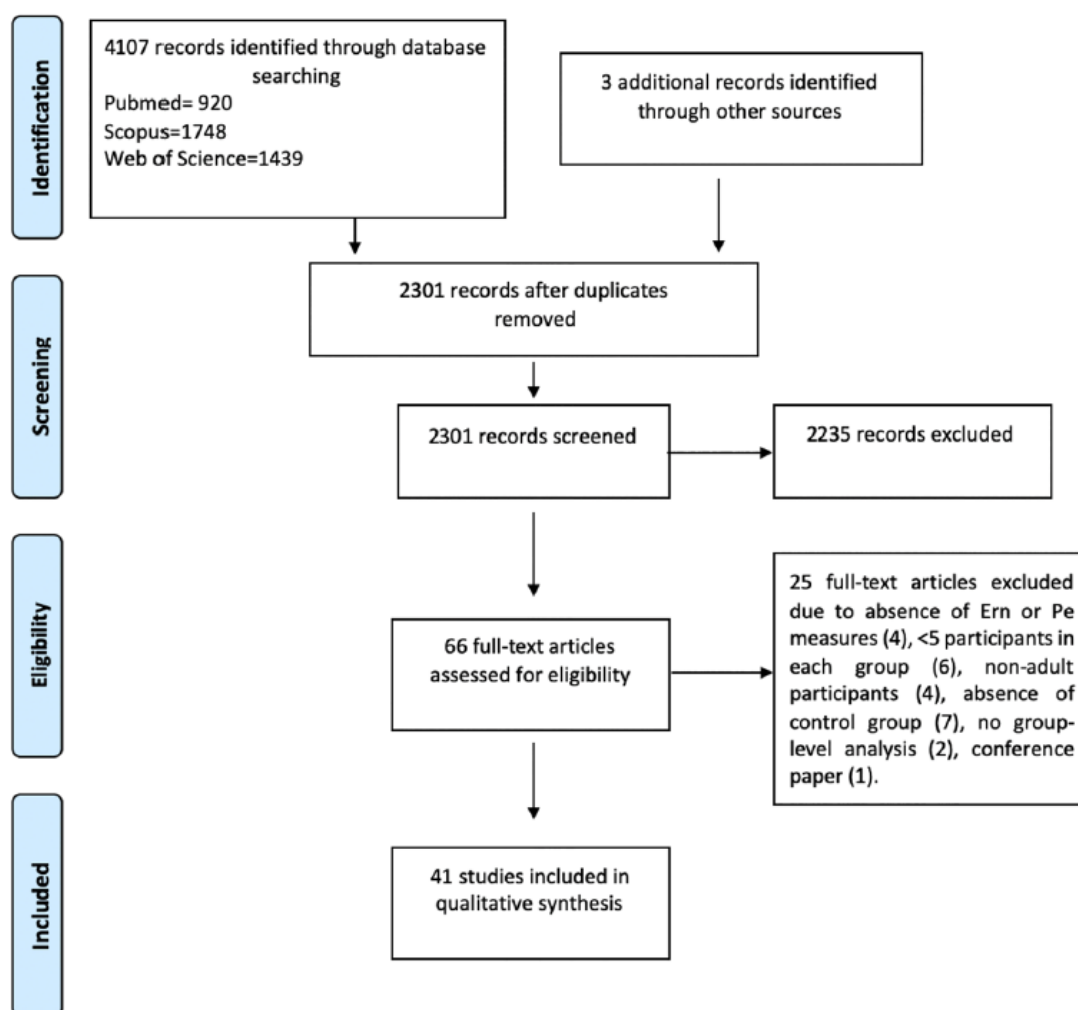 Identification
4107 records identified through database
searching
Pubmed= 920
Scopus=1748
Web of Science=1439
3 additional records identified
through other sources
Screening
2301 records after duplicates
removed
2301 records screened
2235 records excluded
Eligibility
66 full-text articles
assessed for eligibility
25 full-text articles excluded
due to absence of Ern or Pe
measures (4), <5 participants in
each group (6), non-adult
participants (4), absence of
control group (7), no group-
level analysis (2), conference
paper (1).
Included
41 studies included in
qualitative synthesis